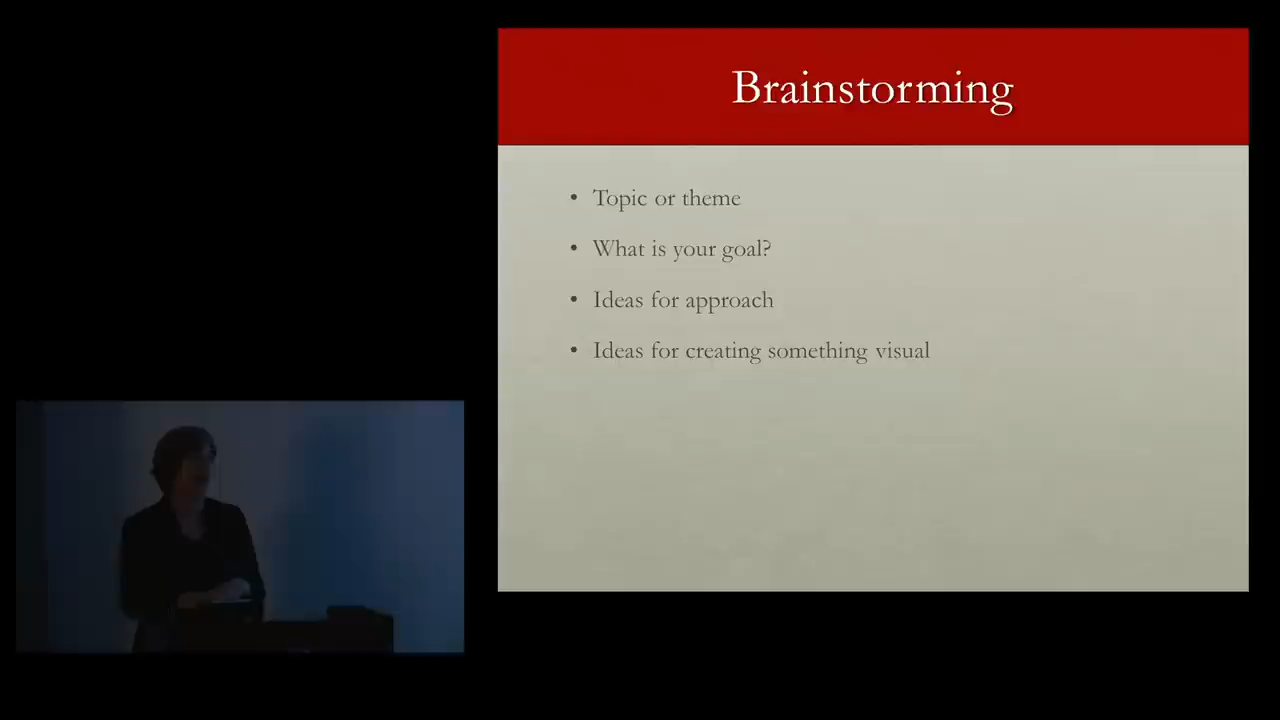 Brainstorming
• Topic or theme
• What is your goal?
• Ideas for approach
• Ideas for creating something visual